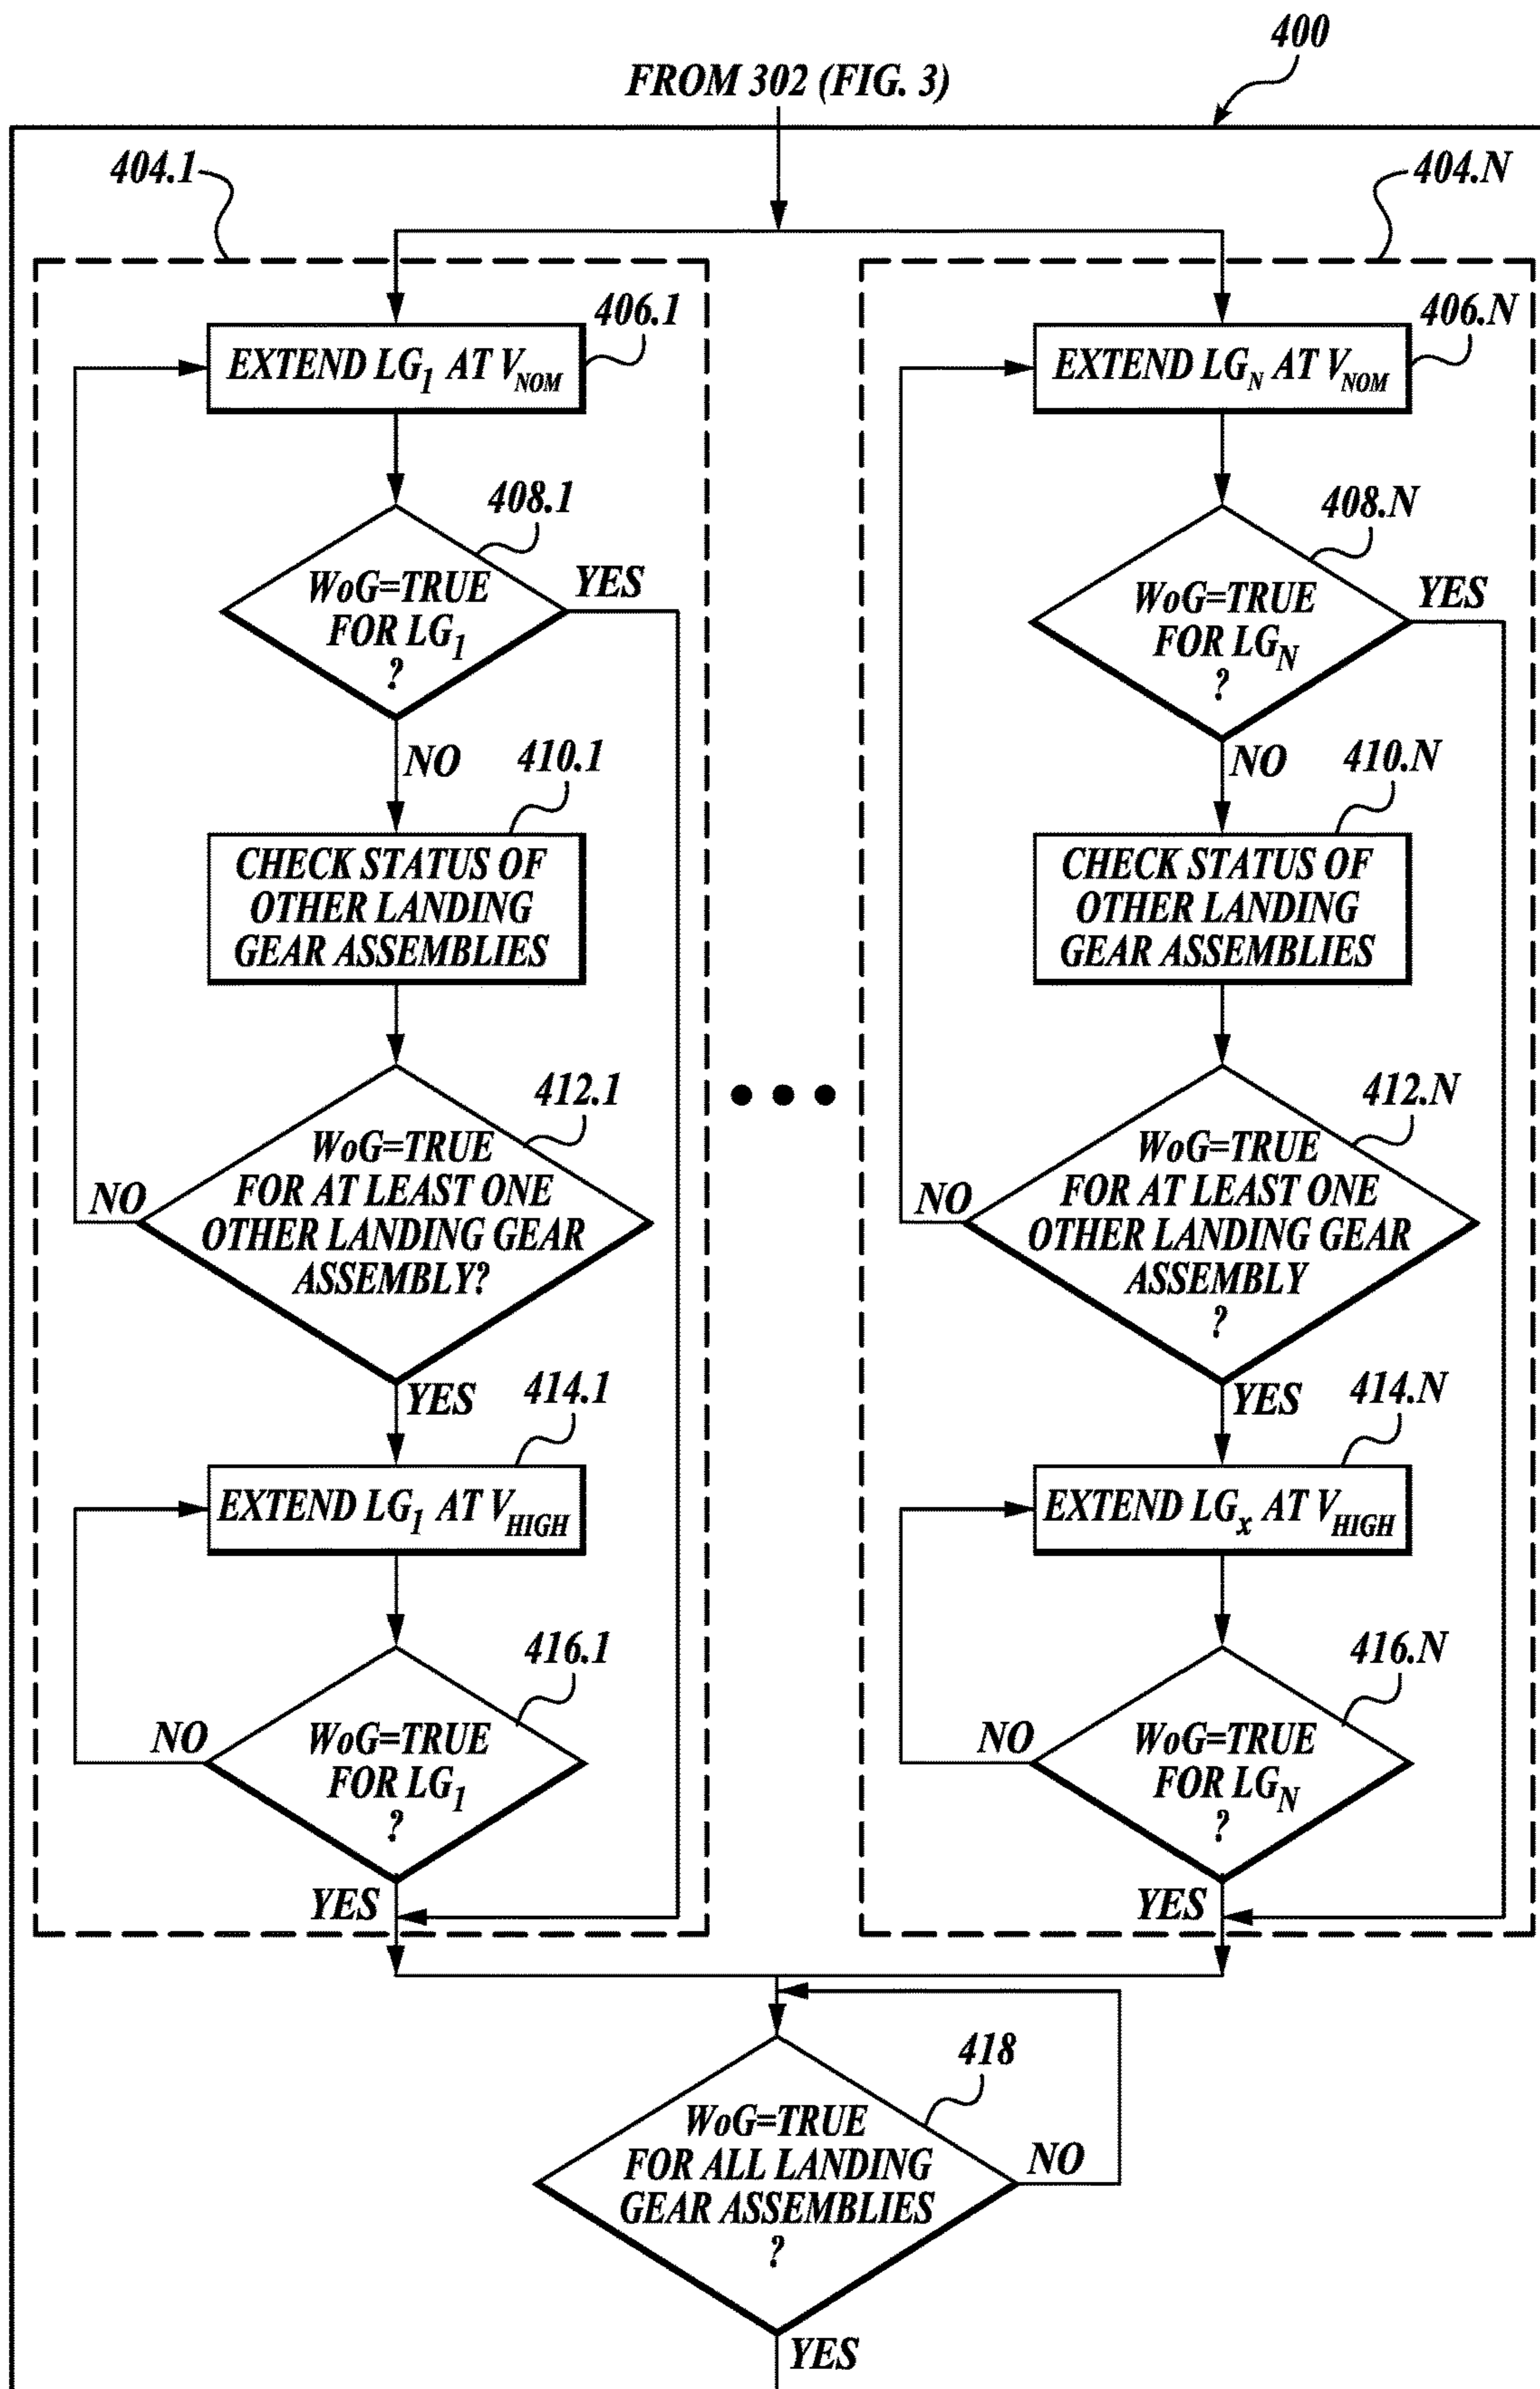 400
FROM 302 (FIG. 3)
404.1
404.N
406.1
EXTEND LG1 AT VNOM
408.1
WoG=TRUE
FOR LG1
?
YES
NO
410.1
CHECK STATUS OF
OTHER LANDING
GEAR ASSEMBLIES
412.1
WoG=TRUE
FOR AT LEAST ONE
OTHER LANDING GEAR
ASSEMBLY?
NO
YES
414.1
EXTEND LG1 AT VHIGH
416.1
WoG=TRUE
FOR LG1
?
NO
YES
406.N
EXTEND LGN AT VNOM
408.N
WoG=TRUE
FOR LGN
?
YES
NO
410.N
CHECK STATUS OF
OTHER LANDING
GEAR ASSEMBLIES
412.N
WoG=TRUE
FOR AT LEAST ONE
OTHER LANDING GEAR
ASSEMBLY
?
NO
YES
414.N
EXTEND LGx AT VHIGH
416.N
WoG=TRUE
FOR LGN
?
NO
YES
418
WoG=TRUE
FOR ALL LANDING
GEAR ASSEMBLIES
?
NO
YES